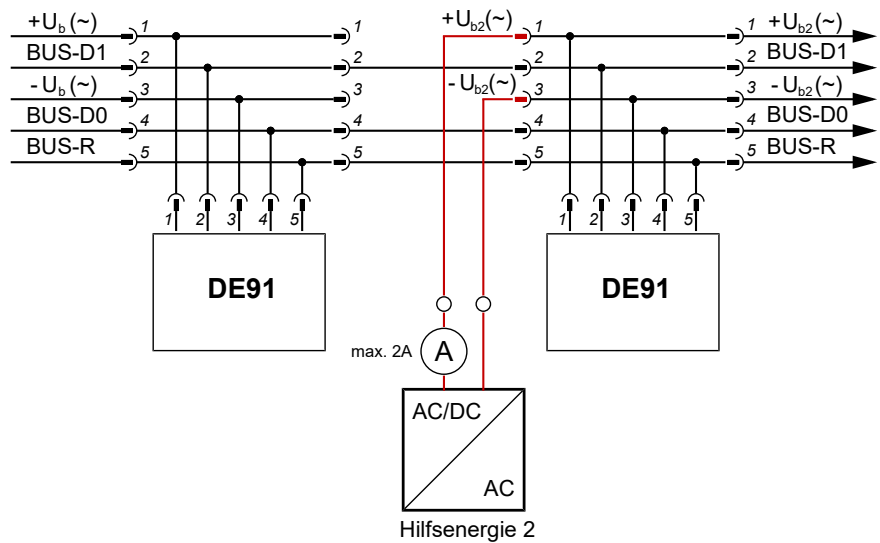 +Ub (~) 1 1 +Ub2(~) 1 1 +Ub2(~)
BUS-D1 2 2 2 2 BUS-D1
-Ub (~) 3 3 -Ub2(~) 3 3 -Ub2(~)
BUS-D0 4 4 4 4 BUS-D0
BUS-R 5 5 5 5 BUS-R
1 2 3 4 5 1 2 3 4 5
DE91 DE91
max. 2A A
AC/DC
AC
Hilfsenergie 2